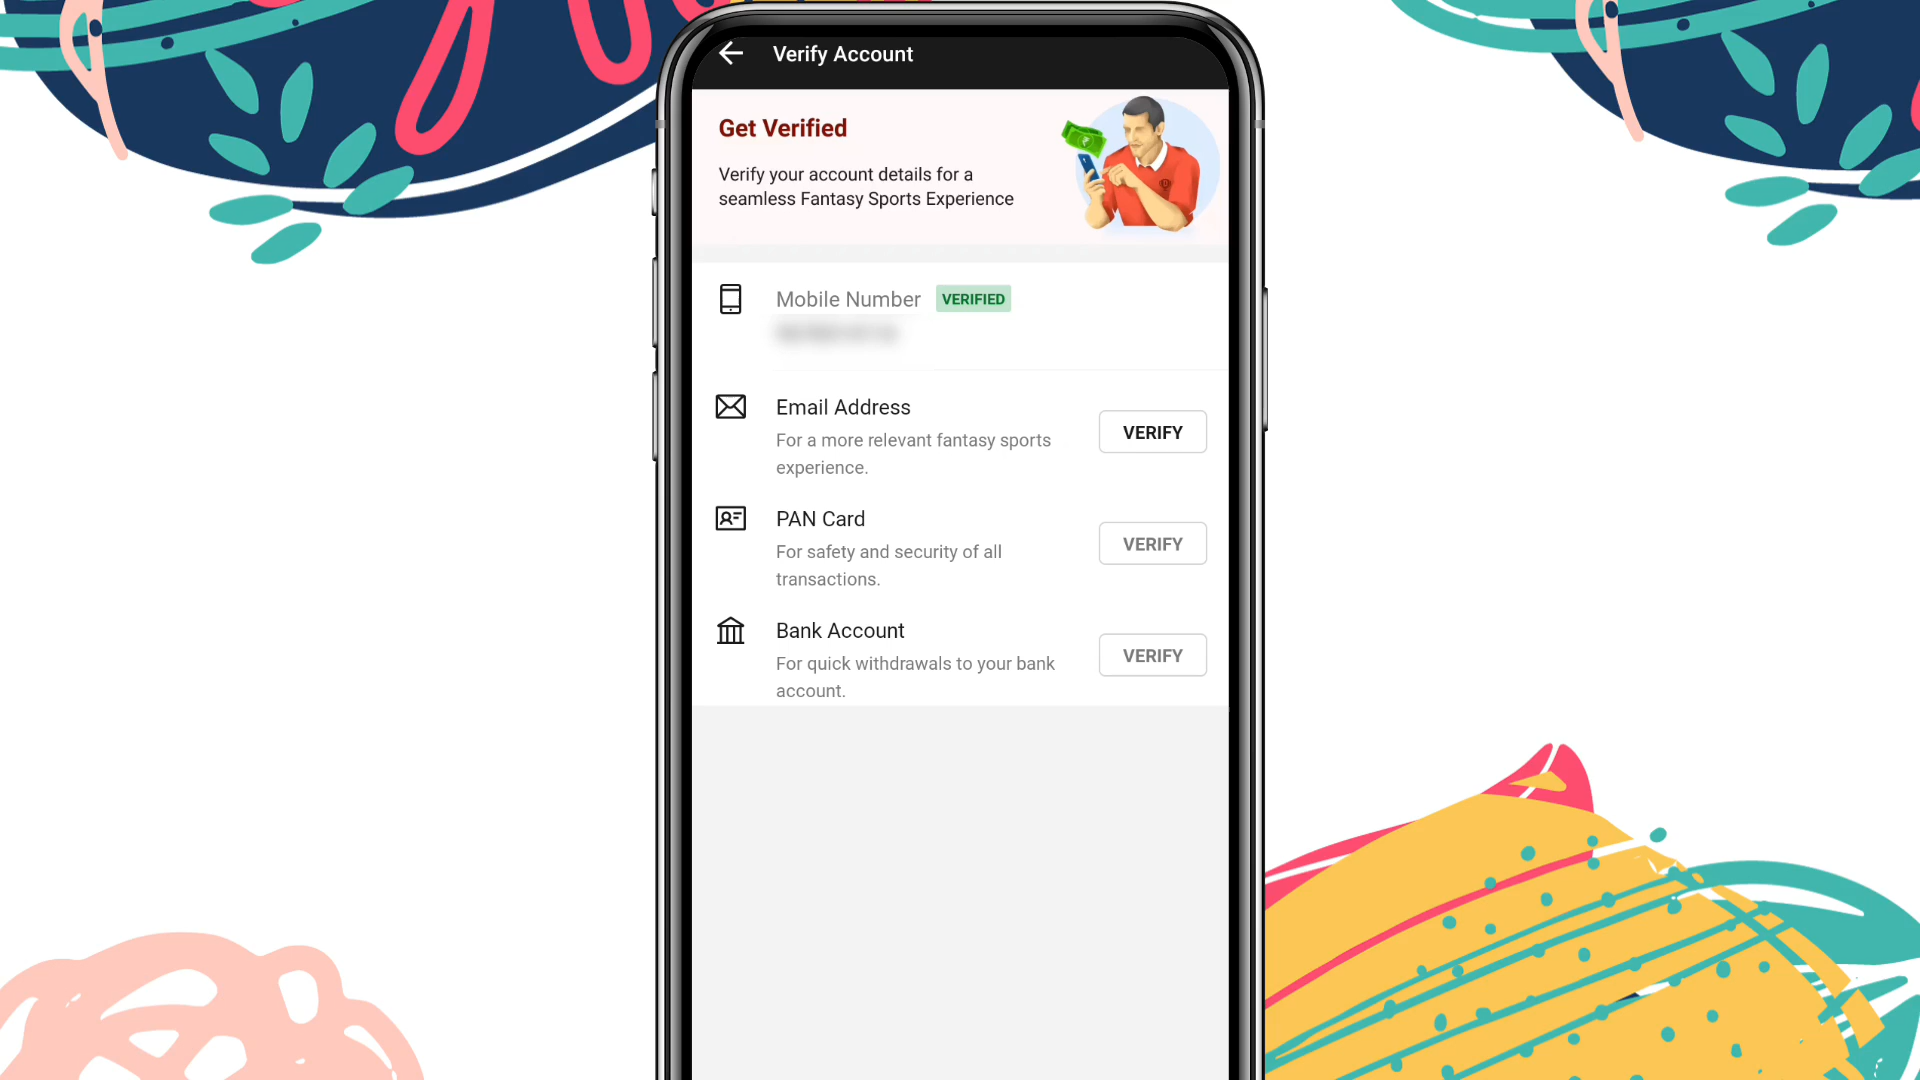 Verify Account
Get Verified
Verify your account details for a
seamless Fantasy Sports Experience
Mobile Number VERIFIED
Email Address
For a more relevant fantasy sports
experience.
VERIFY
PAN Card
For safety and security of all
transactions.
VERIFY
Bank Account
For quick withdrawals to your bank
account.
VERIFY